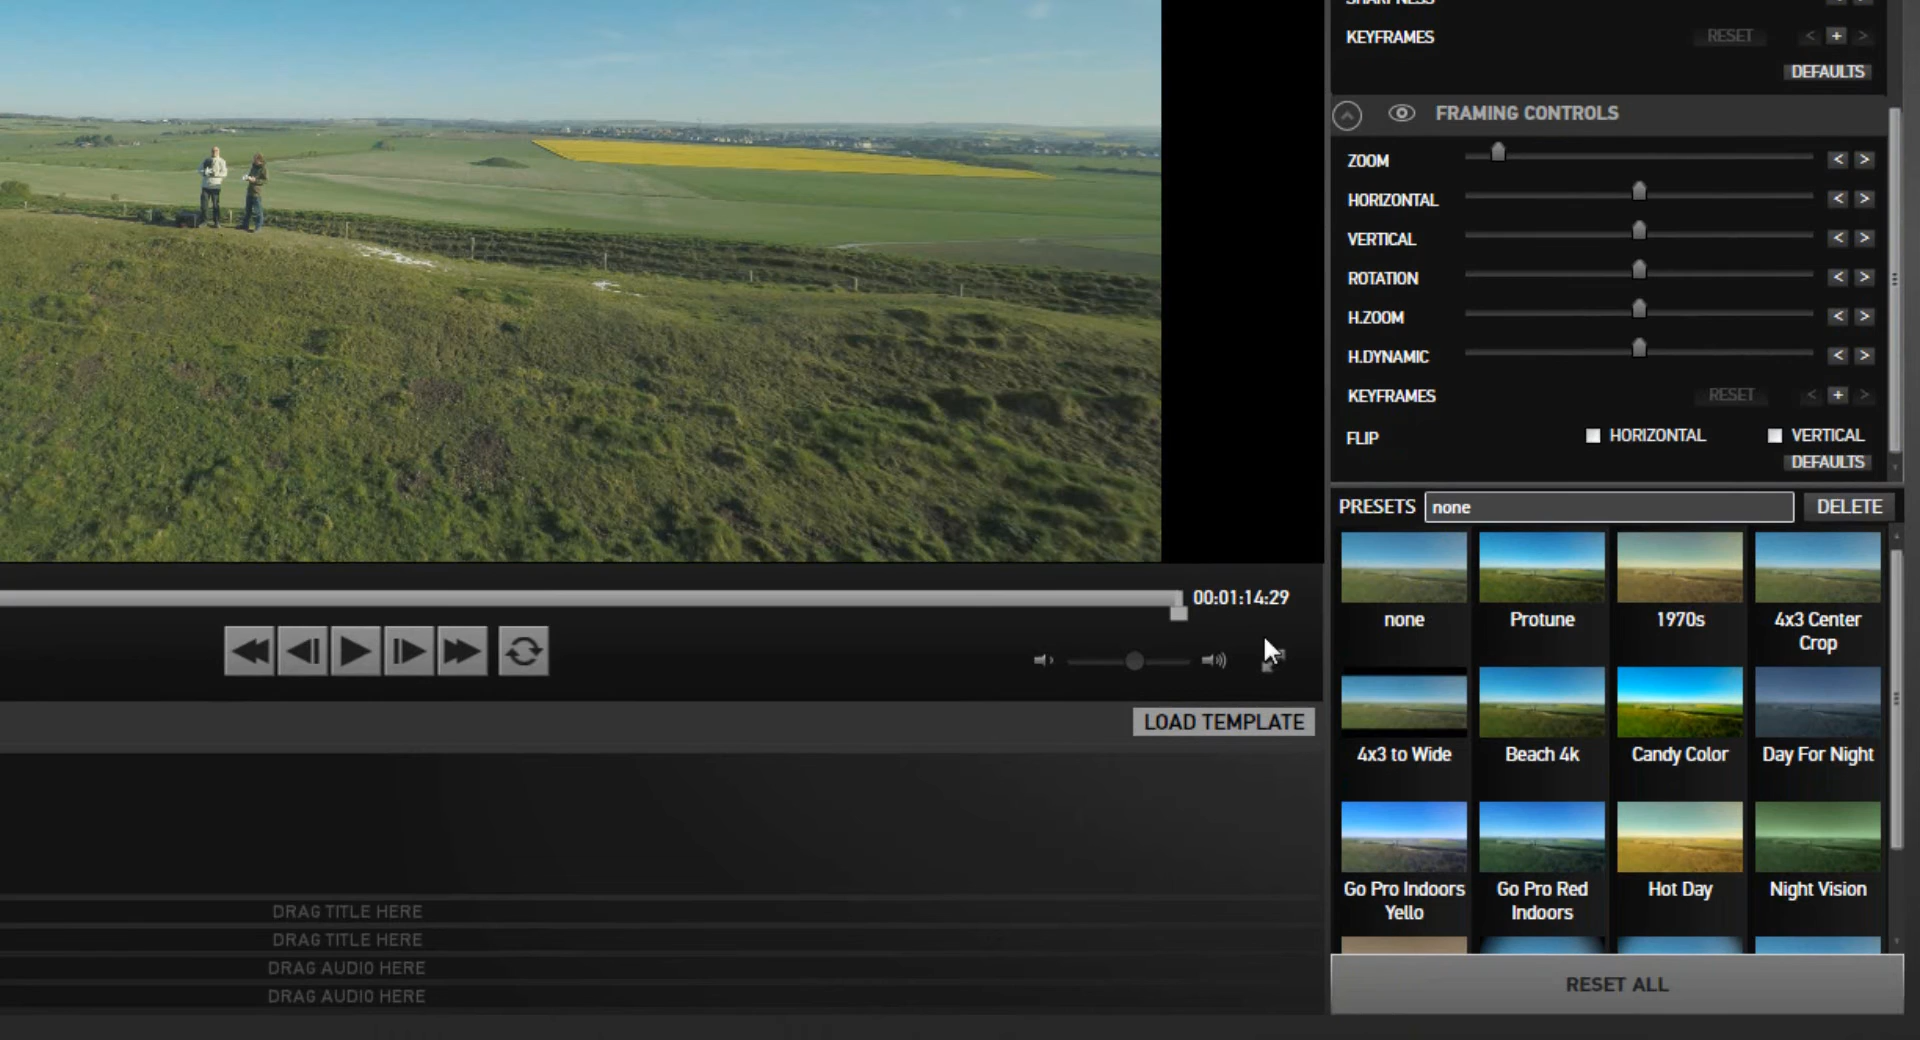 SHARPNESS
KEYFRAMES RESET < + >
DEFAULTS
FRAMING CONTROLS
ZOOM < >
HORIZONTAL < >
VERTICAL < >
ROTATION < >
H.ZOOM < >
H.DYNAMIC < >
KEYFRAMES RESET < + >
FLIP HORIZONTAL VERTICAL
DEFAULTS
PRESETS none DELETE
none Protune 1970s 4x3 Center
Crop
4x3 to Wide Beach 4k Candy Color Day For Night
Go Pro Indoors Go Pro Red Hot Day Night Vision
Yello Indoors
RESET ALL
00:01:14:29
LOAD TEMPLATE
DRAG TITLE HERE
DRAG TITLE HERE
DRAG AUDIO HERE
DRAG AUDIO HERE